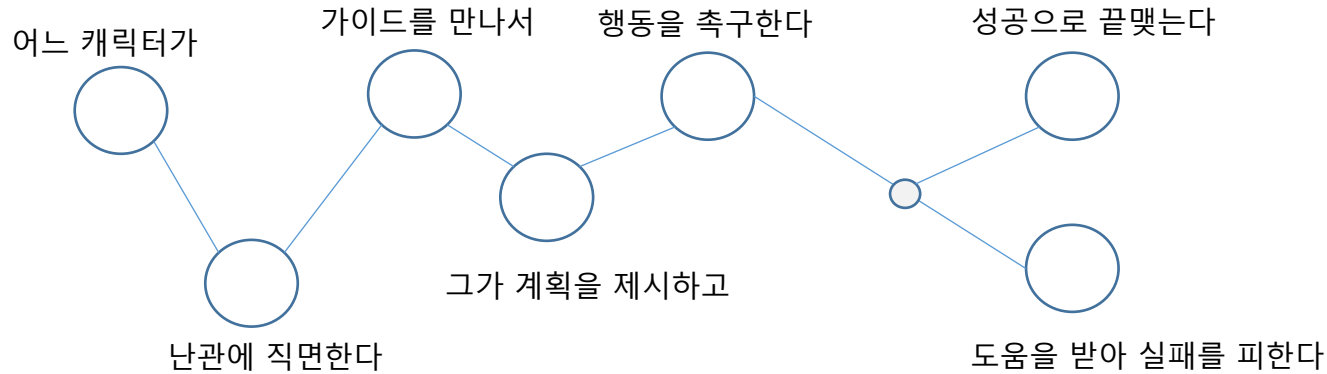 어느 캐릭터가
난관에 직면한다
가이드를 만나서
그가 계획을 제시하고
행동을 촉구한다
성공으로 끝맺는다
도움을 받아 실패를 피한다